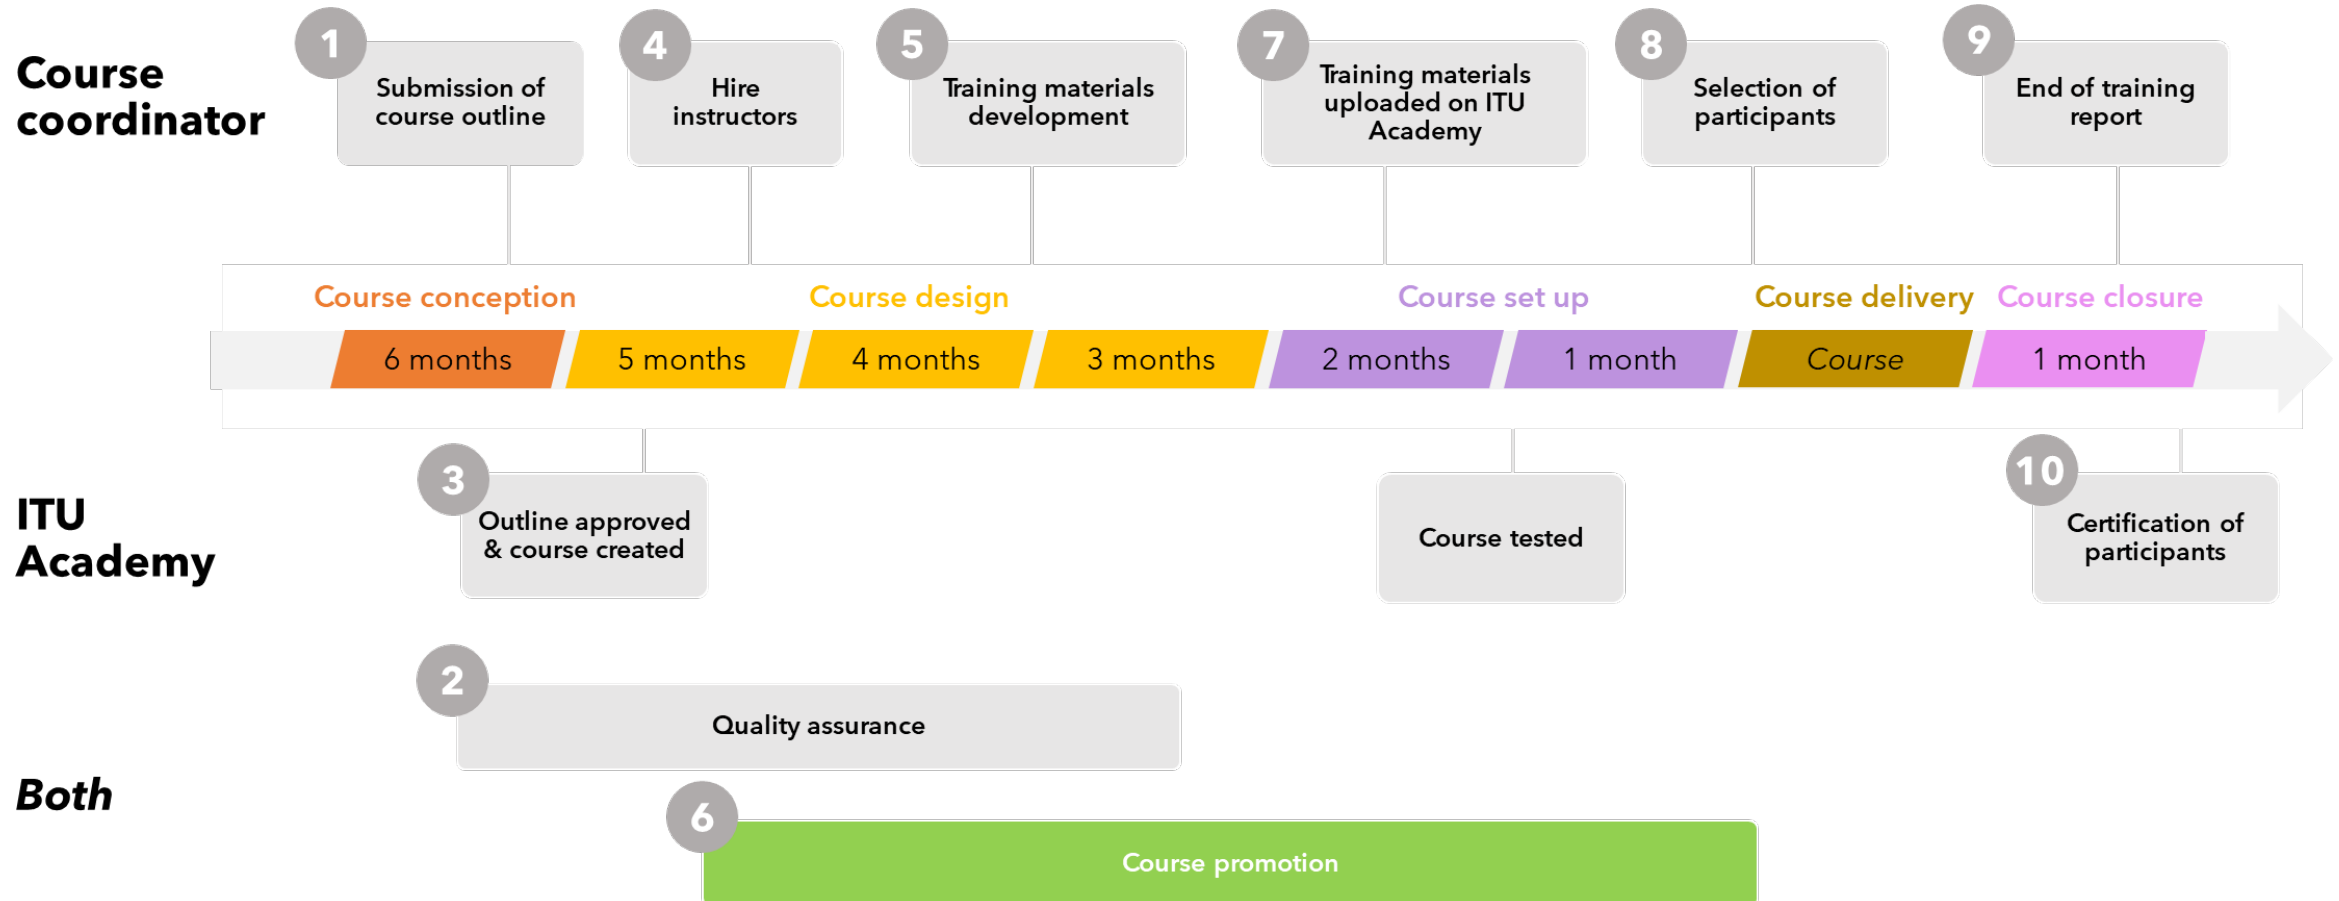 Course
coordinator
1
Submission of
course outline
4
Hire
instructors
5
Training materials
development
7
Training materials
uploaded on ITU
Academy
8
Selection of
participants
9
End of training
report
Course conception
Course design
Course set up
Course delivery
Course closure
6 months
5 months
4 months
3 months
2 months
1 month
Course
1 month
ITU
Academy
3
Outline approved
& course created
Course tested
10
Certification of
participants
Both
2
Quality assurance
6
Course promotion